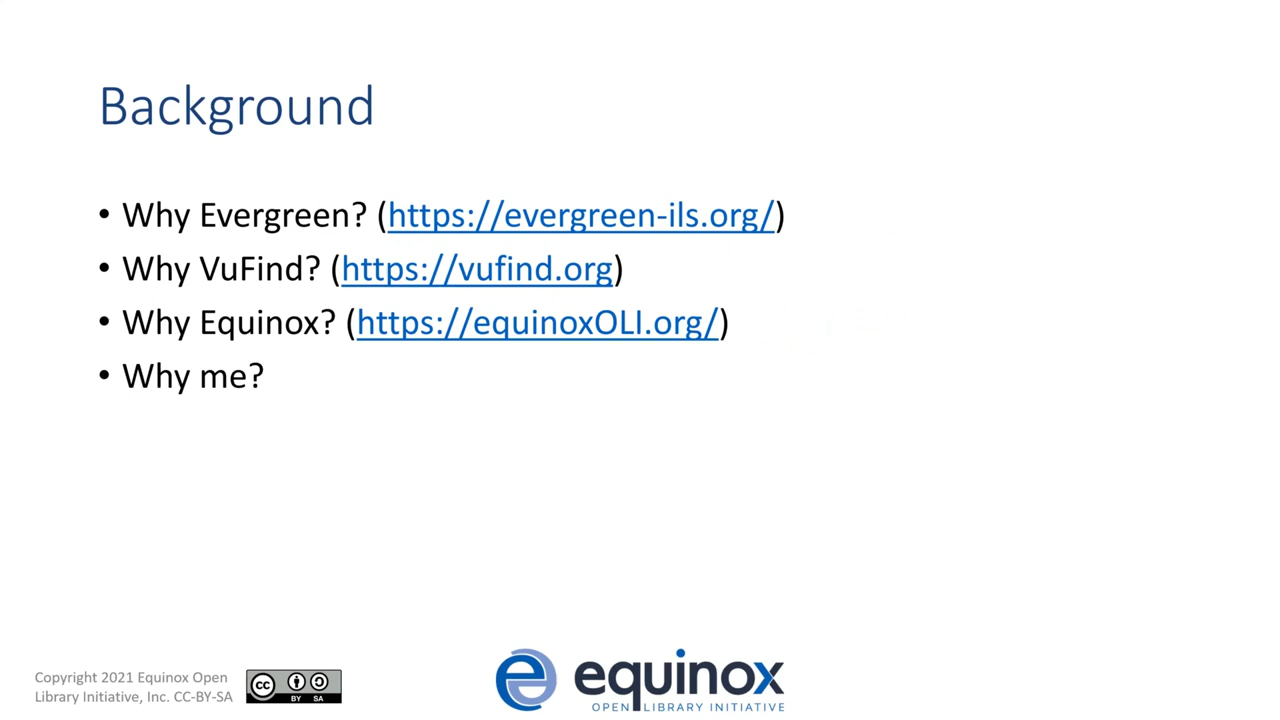 Background
• Why Evergreen? (https://evergreen-ils.org/)
• Why VuFind? (https://vufind.org)
• Why Equinox? (https://equinoxOLI.org/)
• Why me?
Copyright 2021 Equinox Open
Library Initiative, Inc. CC-BY-SA
cc BY SA
equinox
OPEN LIBRARY INITIATIVE